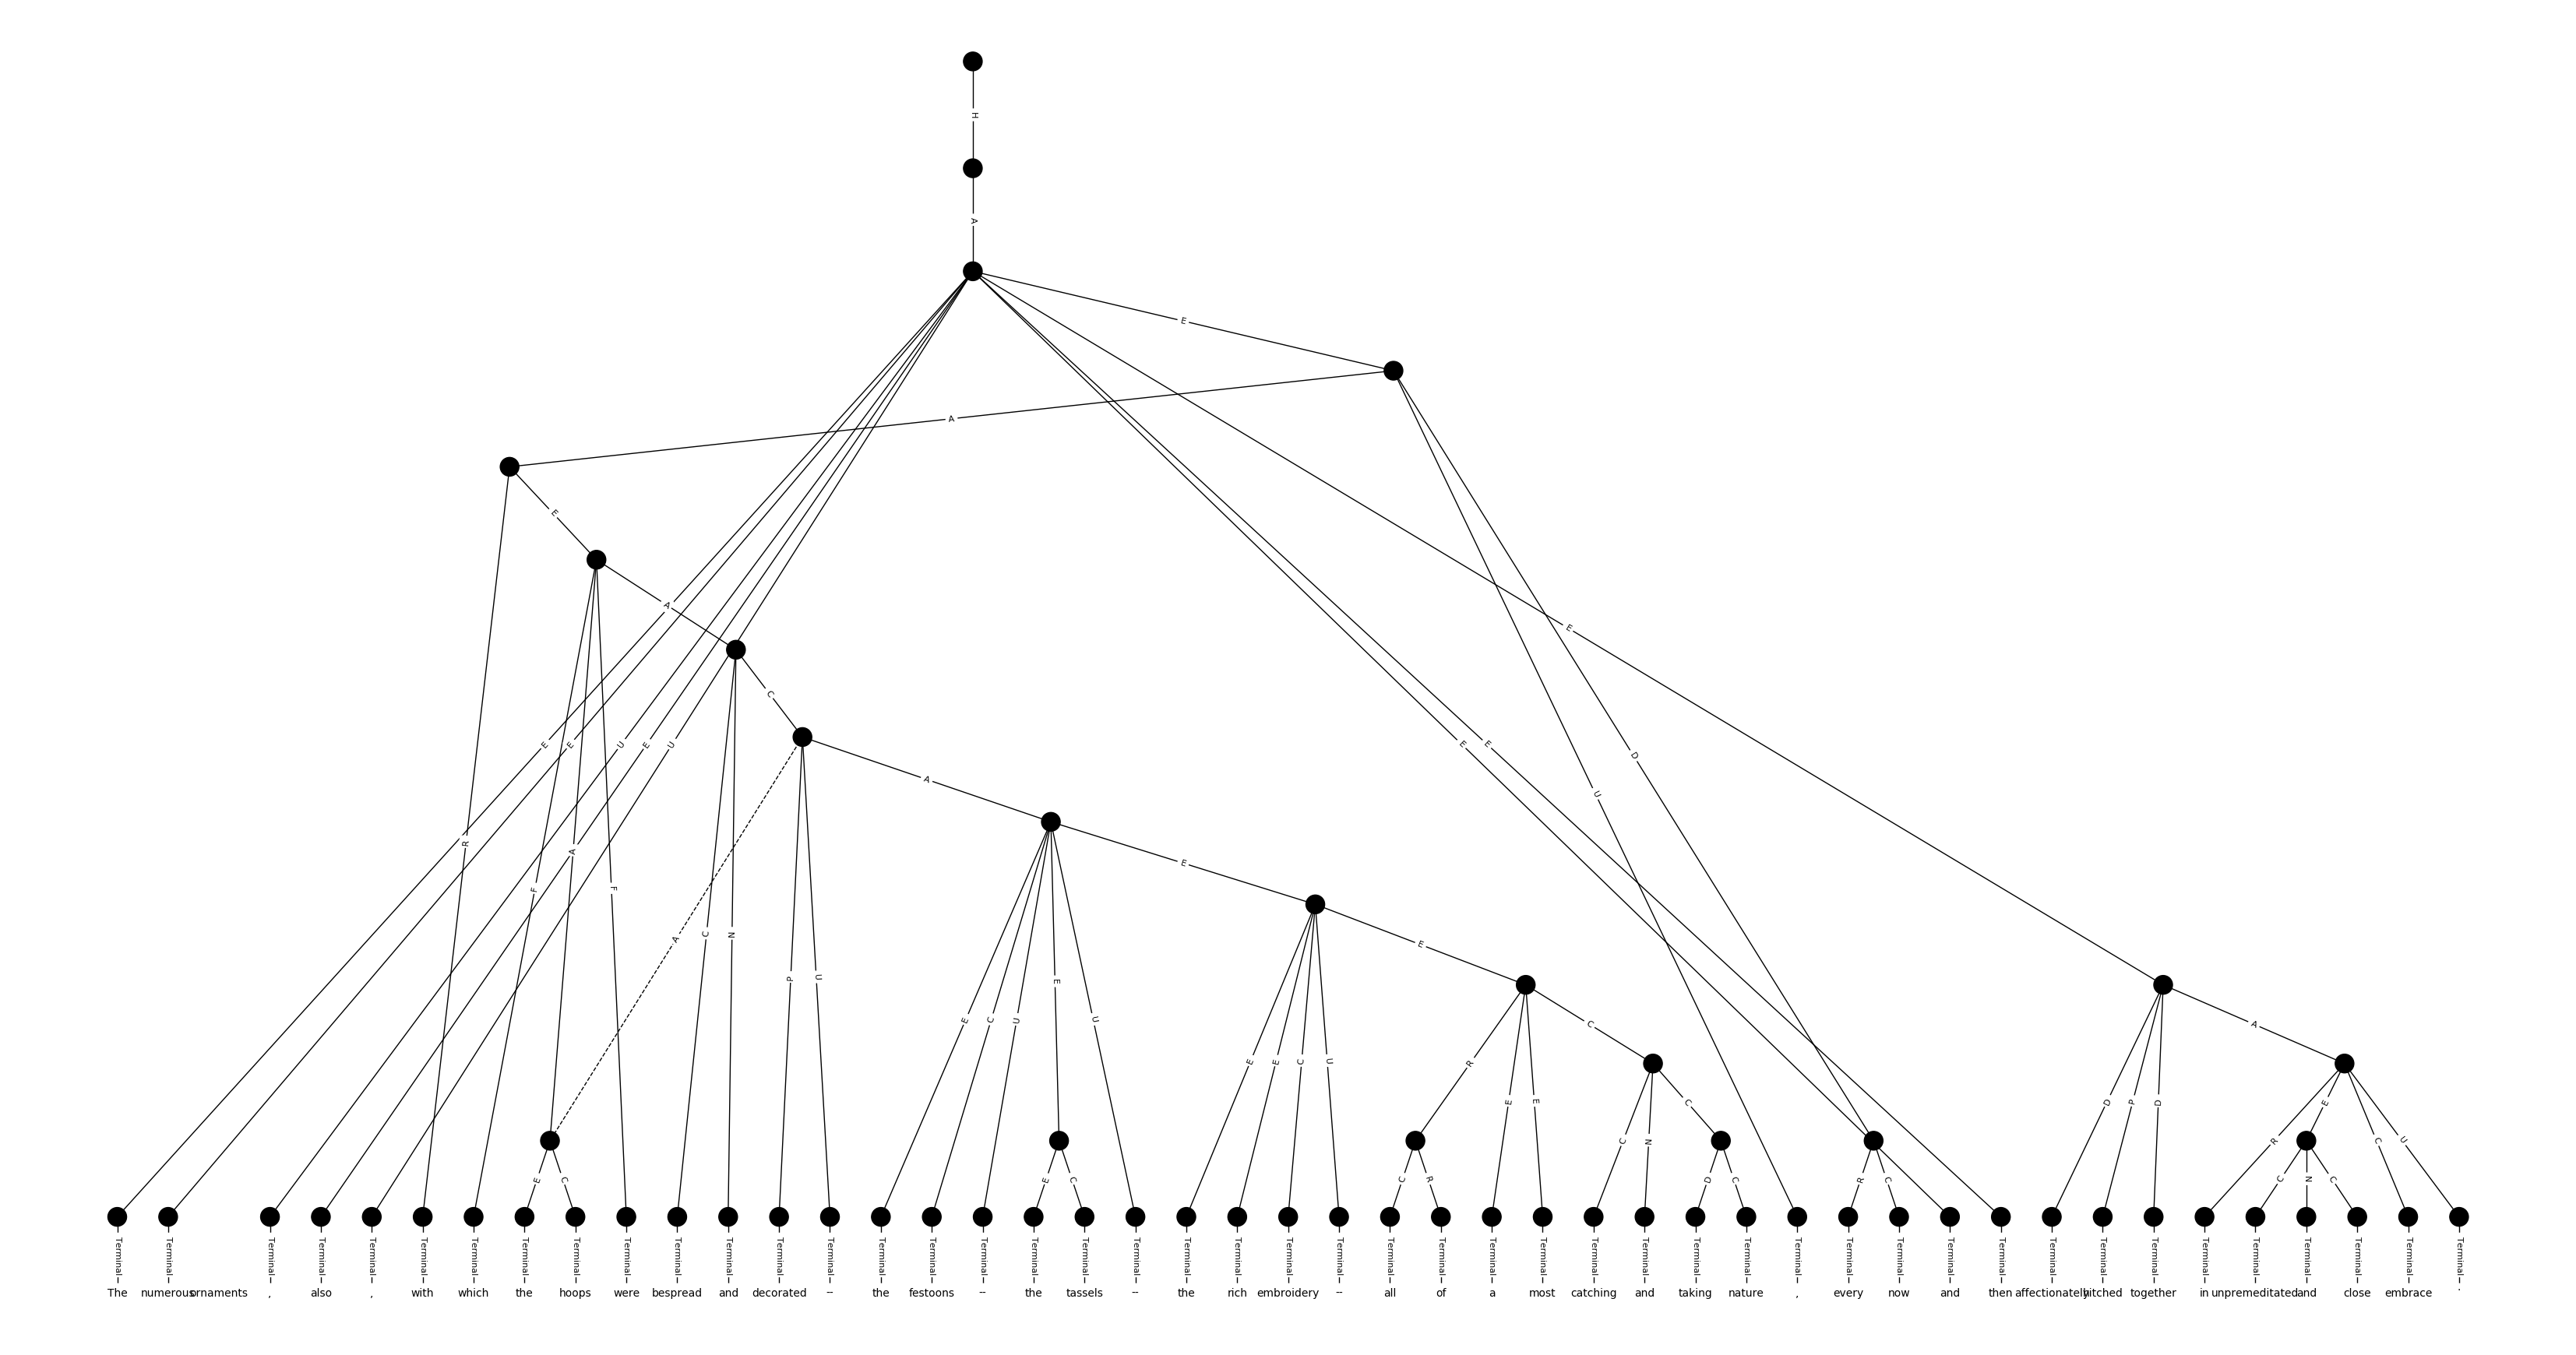 H
A
E
A
E
A
C
A
E
E
E
U
E
U
R
F
A
F
A
C
N
P
U
E
C
U
E
U
E
E
C
U
E
R
E
E
C
C
N
C
E
E
U
D
E
D
P
D
A
R
E
C
U
E C E C C R D C R C C N C
Terminal Terminal Terminal Terminal Terminal Terminal Terminal Terminal Terminal Terminal Terminal Terminal Terminal Terminal Terminal Terminal Terminal Terminal Terminal Terminal Terminal Terminal Terminal Terminal Terminal Terminal Terminal Terminal Terminal Terminal Terminal Terminal Terminal Terminal Terminal Terminal Terminal Terminal Terminal Terminal Terminal Terminal Terminal Terminal Terminal Terminal
The numerous ornaments , also , with which the hoops were bespread and decorated -- the festoons -- the tassels -- the rich embroidery -- all of a most catching and taking nature , every now and then affectionately hitched together in unpremeditated and close embrace .